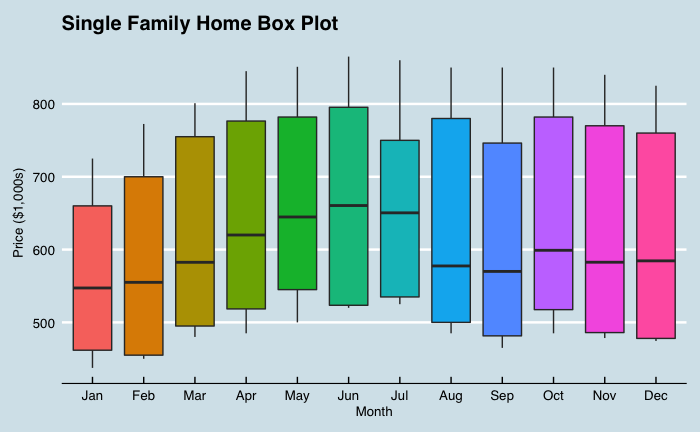 Single Family Home Box Plot
Price ($1,000s)
800
700
600
500
Jan Feb Mar Apr May Jun Jul Aug Sep Oct Nov Dec
Month